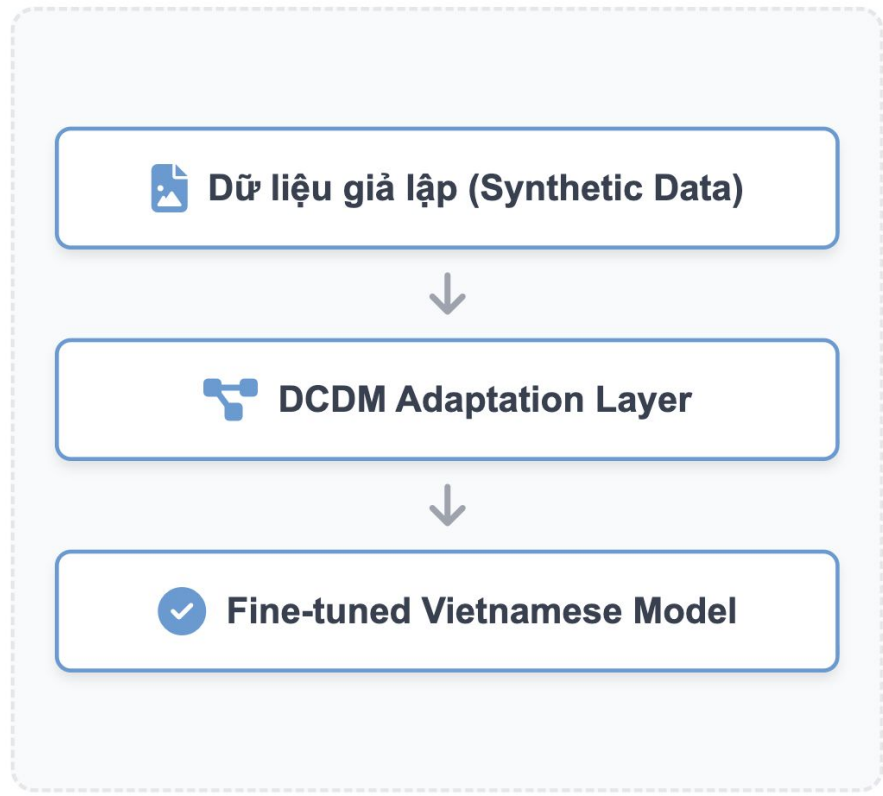 Dữ liệu giả lập (Synthetic Data)
DCDM Adaptation Layer
Fine-tuned Vietnamese Model